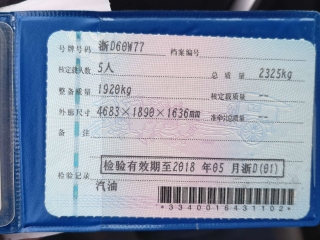 号牌号码 浙D60W77 档案编号
核定载人数 5人 总质量 2325kg
整备质量 1920kg 核定载质量 --
外廓尺寸 4683×1890×1636mm 准牵引总质量 --
备注
检验有效期至2018 年05 月浙D(01)
检验记录
汽油
*3340016431102*